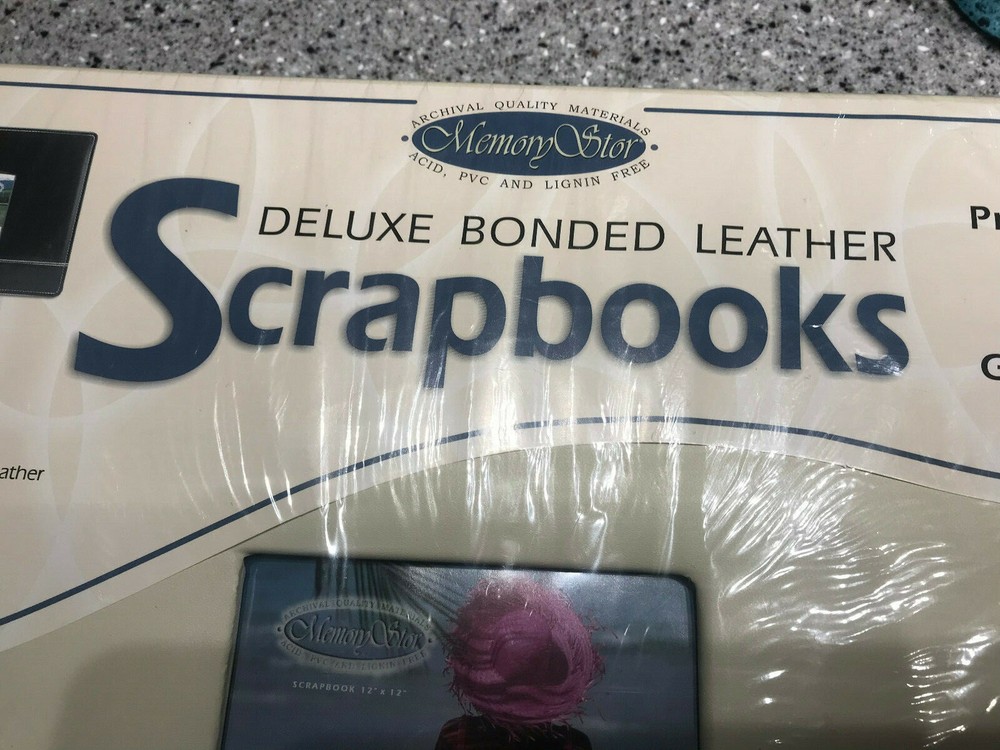 ARCHIVAL QUALITY MATERIALS
MemoryStor
ACID, PVC AND LIGNIN FREE
DELUXE BONDED LEATHER
Scrapbooks
Pr
G
ather
ARCHIVAL QUALITY MATERIALS
MemoryStor
ACID, PVC AND LIGNIN FREE
SCRAPBOOK 12" x 12"